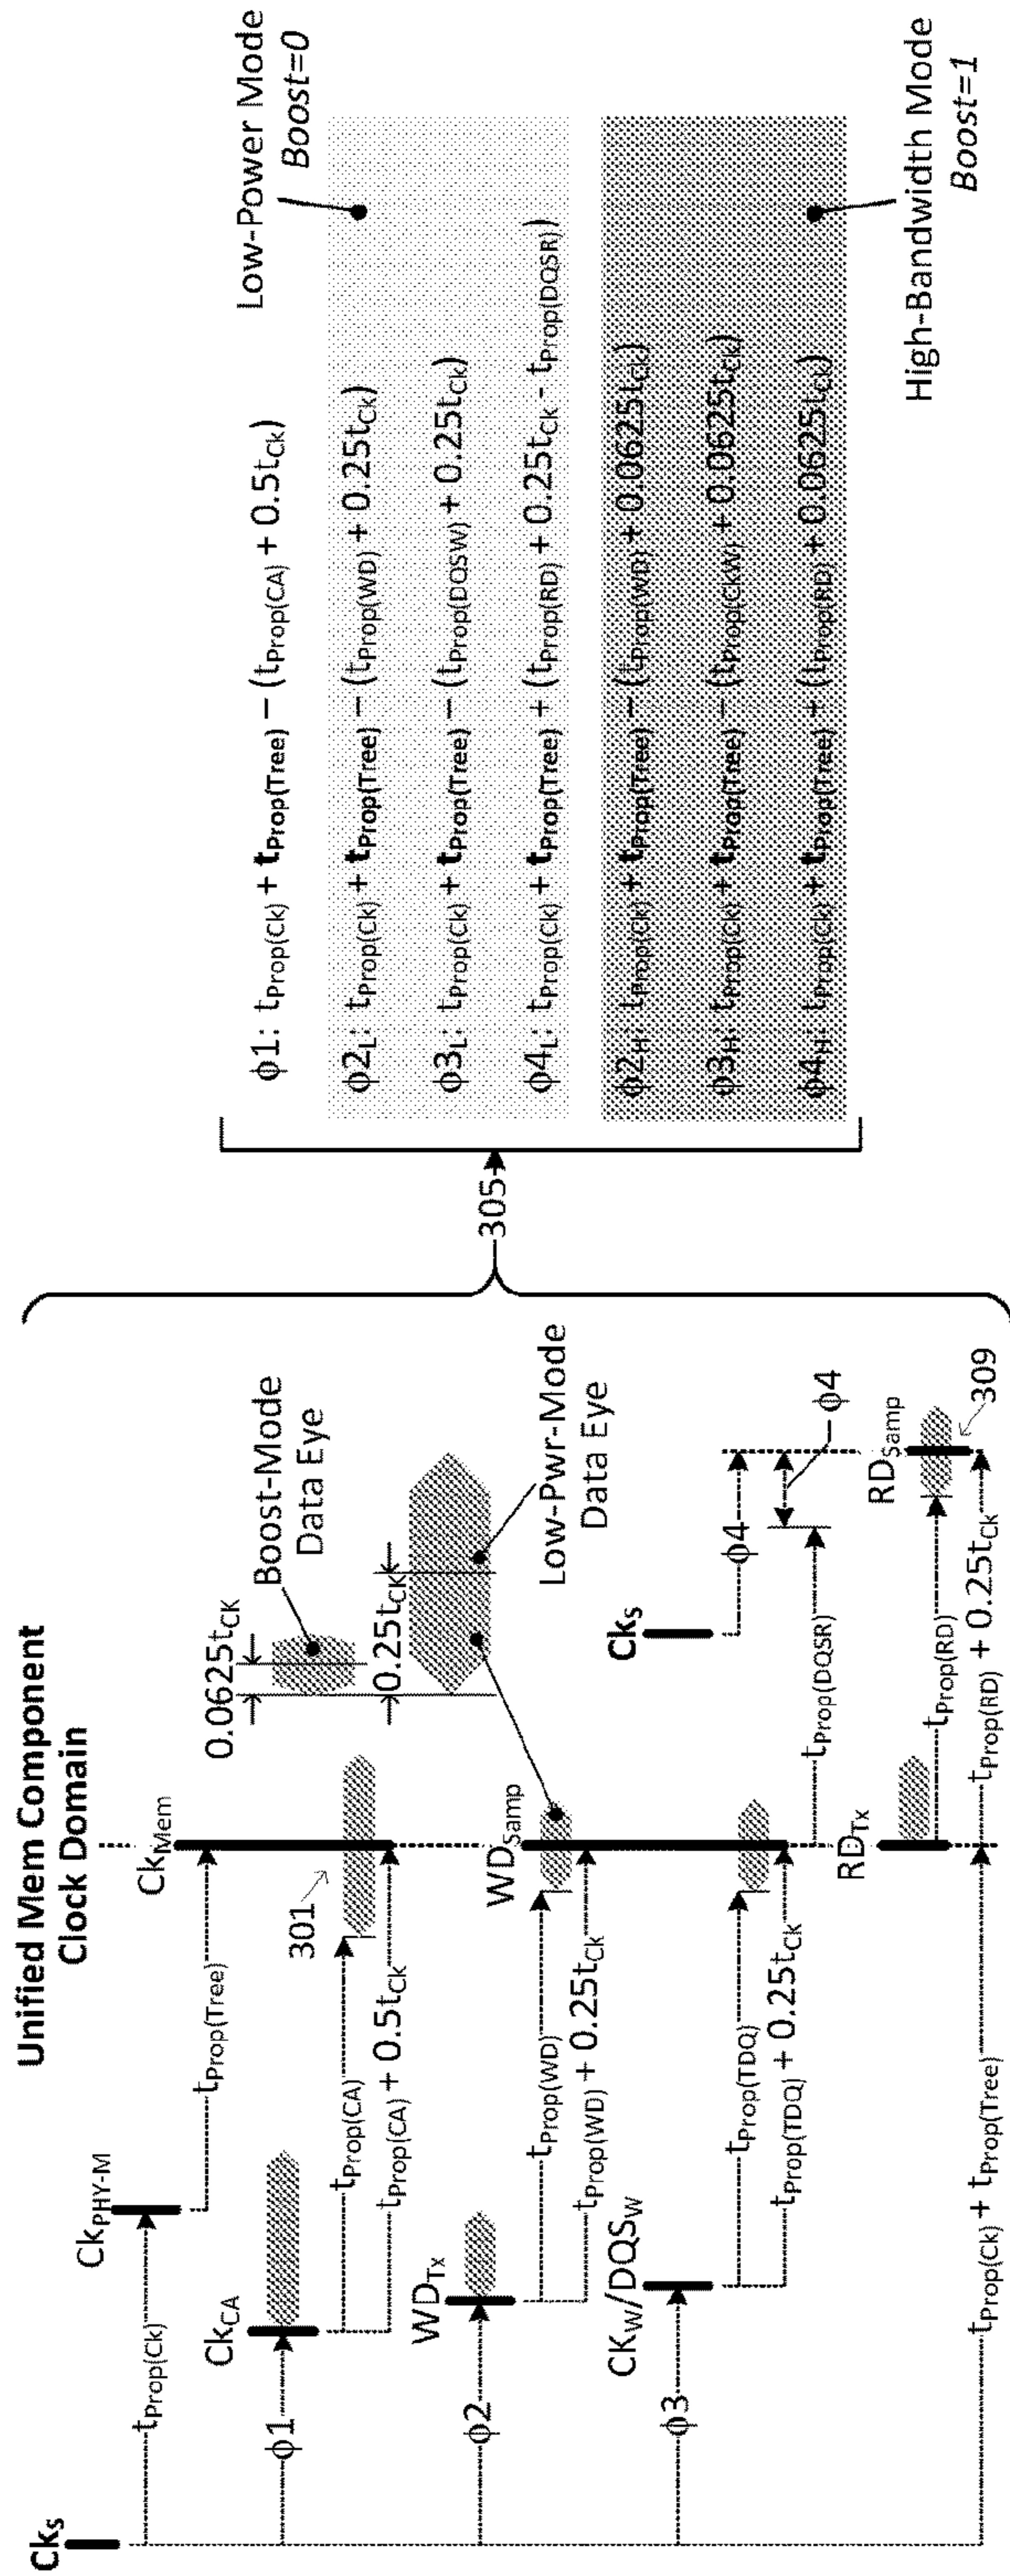 Unified Mem Component
Clock Domain
Ck_S
t_Prop(Ck)
Ck_PHY-M
t_Prop(Tree)
Ck_Mem
ϕ1
Ck_CA
t_Prop(CA)
t_Prop(CA) + 0.5t_Ck
301
0.0625t_CK
Boost-Mode
Data Eye
0.25t_CK
Low-Pwr-Mode
Data Eye
ϕ2
WD_Tx
t_Prop(WD)
t_Prop(WD) + 0.25t_Ck
WD_Samp
ϕ3
CK_W/DQS_W
t_Prop(TDQ)
t_Prop(TDQ) + 0.25t_Ck
Ck_S
ϕ4
ϕ4
t_Prop(DQSR)
RD_Tx
RD_Samp
t_Prop(RD)
309
t_Prop(Ck) + t_Prop(Tree)
t_Prop(RD) + 0.25t_Ck
305
ϕ1: t_Prop(Ck) + t_Prop(Tree) – (t_Prop(CA) + 0.5t_Ck)
Low-Power Mode
Boost=0
ϕ2_L: t_Prop(Ck) + t_Prop(Tree) – (t_Prop(WD) + 0.25t_Ck)
ϕ3_L: t_Prop(Ck) + t_Prop(Tree) – (t_Prop(DQSW) + 0.25t_Ck)
ϕ4_L: t_Prop(Ck) + t_Prop(Tree) + (t_Prop(RD) + 0.25t_Ck - t_Prop(DQSR))
ϕ2_H: t_Prop(Ck) + t_Prop(Tree) – (t_Prop(WD) + 0.0625t_Ck)
ϕ3_H: t_Prop(Ck) + t_Prop(Tree) – (t_Prop(CkW) + 0.0625t_Ck)
ϕ4_H: t_Prop(Ck) + t_Prop(Tree) + (t_Prop(RD) + 0.0625t_Ck)
High-Bandwidth Mode
Boost=1